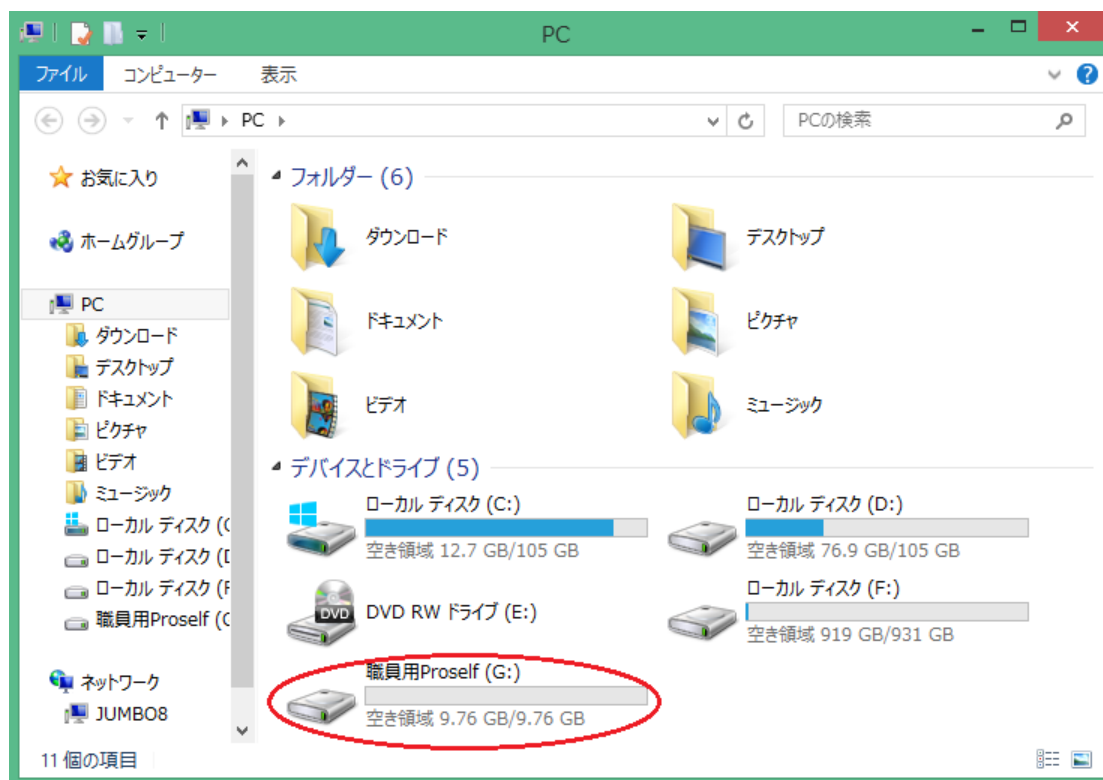 PC
ファイル コンピューター 表示
PC
PCの検索
お気に入り
ホームグループ
PC
ダウンロード
デスクトップ
ドキュメント
ピクチャ
ビデオ
ミュージック
ローカル ディスク (C
ローカル ディスク (D
ローカル ディスク (F
職員用Proself (G
ネットワーク
JUMBO8
フォルダー (6)
ダウンロード
デスクトップ
ドキュメント
ピクチャ
ビデオ
ミュージック
デバイスとドライブ (5)
ローカル ディスク (C:)
空き領域 12.7 GB/105 GB
ローカル ディスク (D:)
空き領域 76.9 GB/105 GB
DVD
DVD RW ドライブ (E:)
ローカル ディスク (F:)
空き領域 919 GB/931 GB
職員用Proself (G:)
空き領域 9.76 GB/9.76 GB
11 個の項目